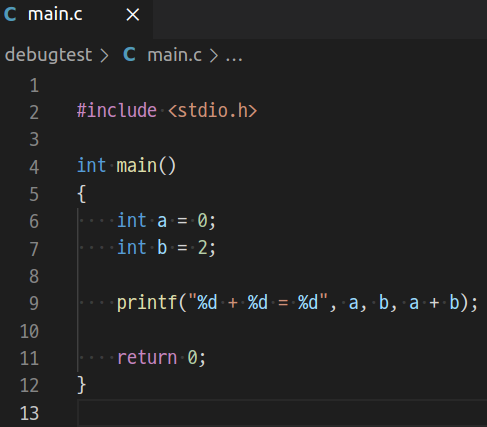 C main.c ×
debugtest > C main.c > ...
1
2 #include <stdio.h>
3
4 int main()
5 {
6     int a = 0;
7     int b = 2;
8
9     printf("%d + %d = %d", a, b, a + b);
10
11     return 0;
12 }
13